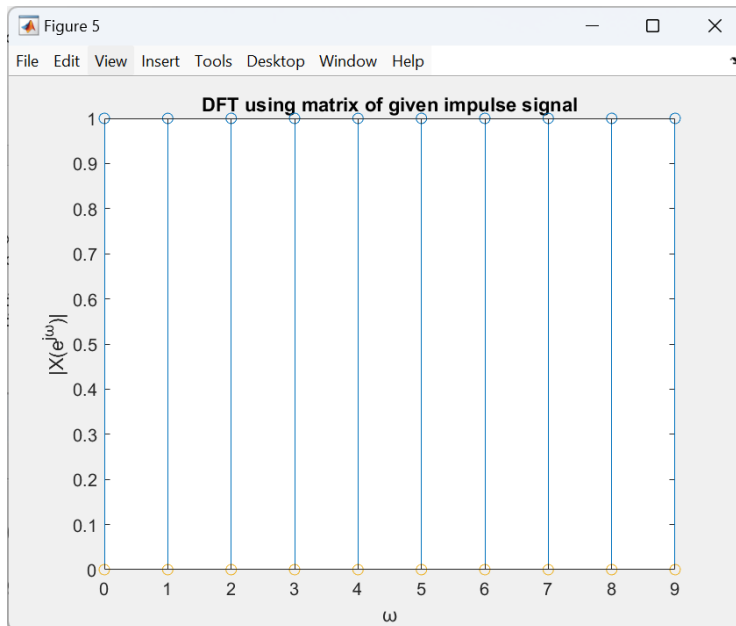 Figure 5
File Edit View Insert Tools Desktop Window Help
DFT using matrix of given impulse signal
1
0.9
0.8
0.7
0.6
0.5
0.4
0.3
0.2
0.1
0
|X(e^{jω})|
0 1 2 3 4 5 6 7 8 9
ω